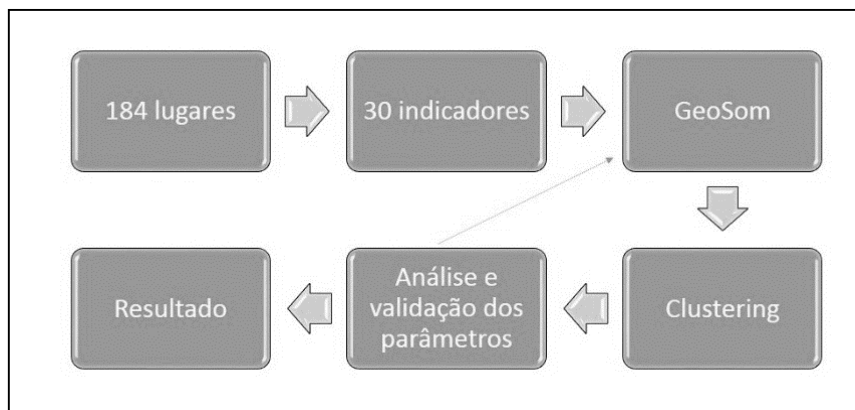 184 lugares
30 indicadores
GeoSom
Resultado
Análise e
validação dos
parâmetros
Clustering